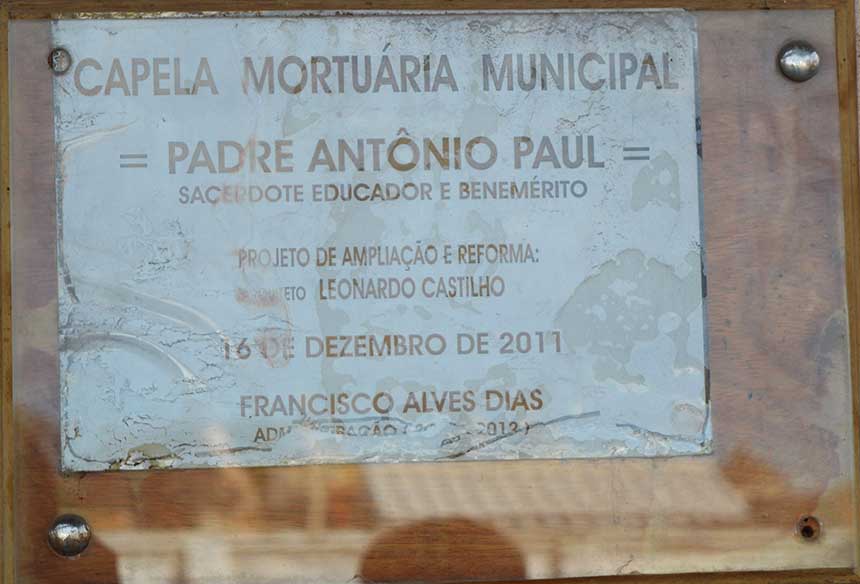 CAPELA MORTUÁRIA MUNICIPAL
= PADRE ANTÔNIO PAUL =
SACERDOTE EDUCADOR E BENEMÉRITO
PROJETO DE AMPLIAÇÃO E REFORMA:
LEONARDO CASTILHO
16 DE DEZEMBRO DE 2011
FRANCISCO ALVES DIAS